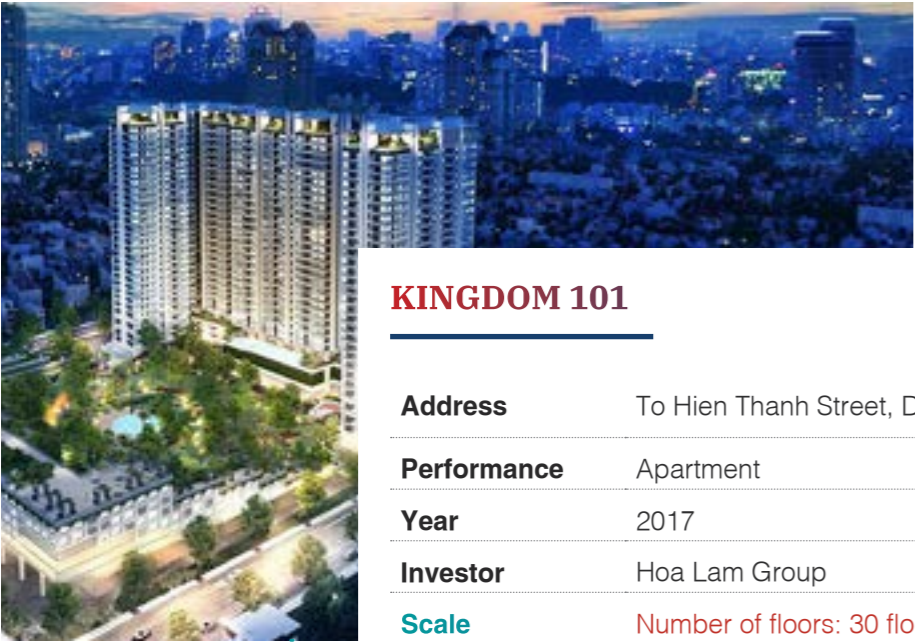 KINGDOM 101
Address To Hien Thanh Street,
Performance Apartment
Year 2017
Investor Hoa Lam Group
Scale Number of floors: 30